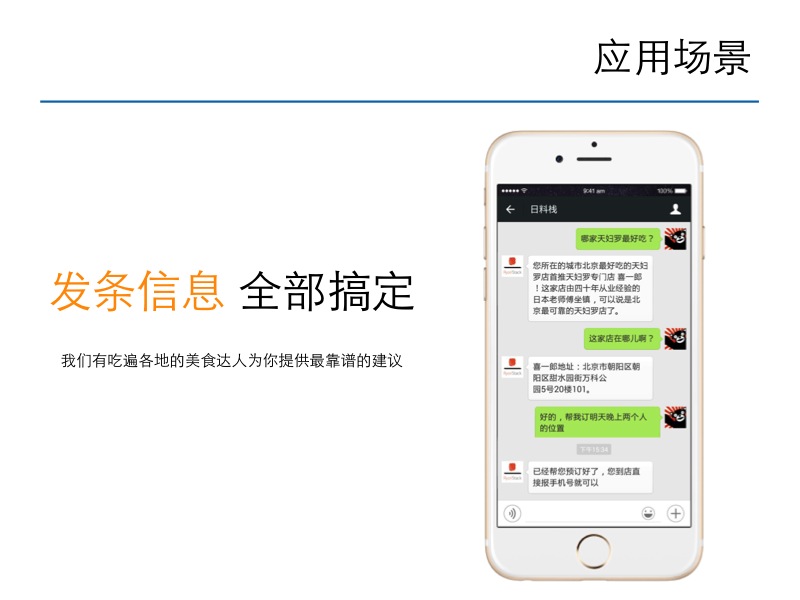 应用场景
发条信息 全部搞定
我们有吃遍各地的美食达人为你提供最靠谱的建议
9:41 am
100%
日料栈
哪家天妇罗最好吃？
您所在的城市北京最好吃的天妇
罗店首推天妇罗专门店 喜一郎
！这家店由四十年从业经验的
日本老师傅坐镇，可以说是北
京最可靠的天妇罗店了。
这家店在哪儿啊？
喜一郎地址：北京市朝阳区朝
阳区甜水园街万科公
园5号20楼101。
好的，帮我订明天晚上两个人
的位置
下午16:34
已经帮您预订好了，您到店直
接报手机号就可以